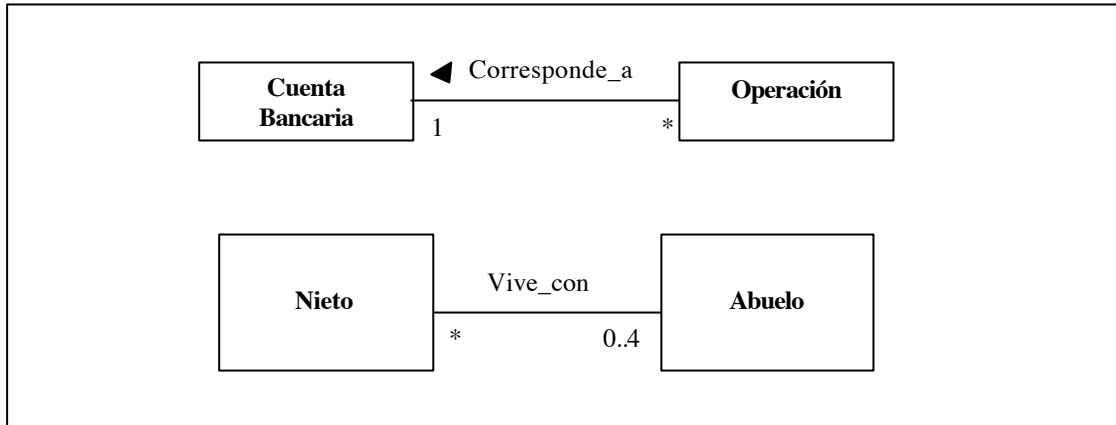 Cuenta
Bancaria
Corresponde_a
Operación
1
*
Nieto
Vive_con
Abuelo
*
0..4